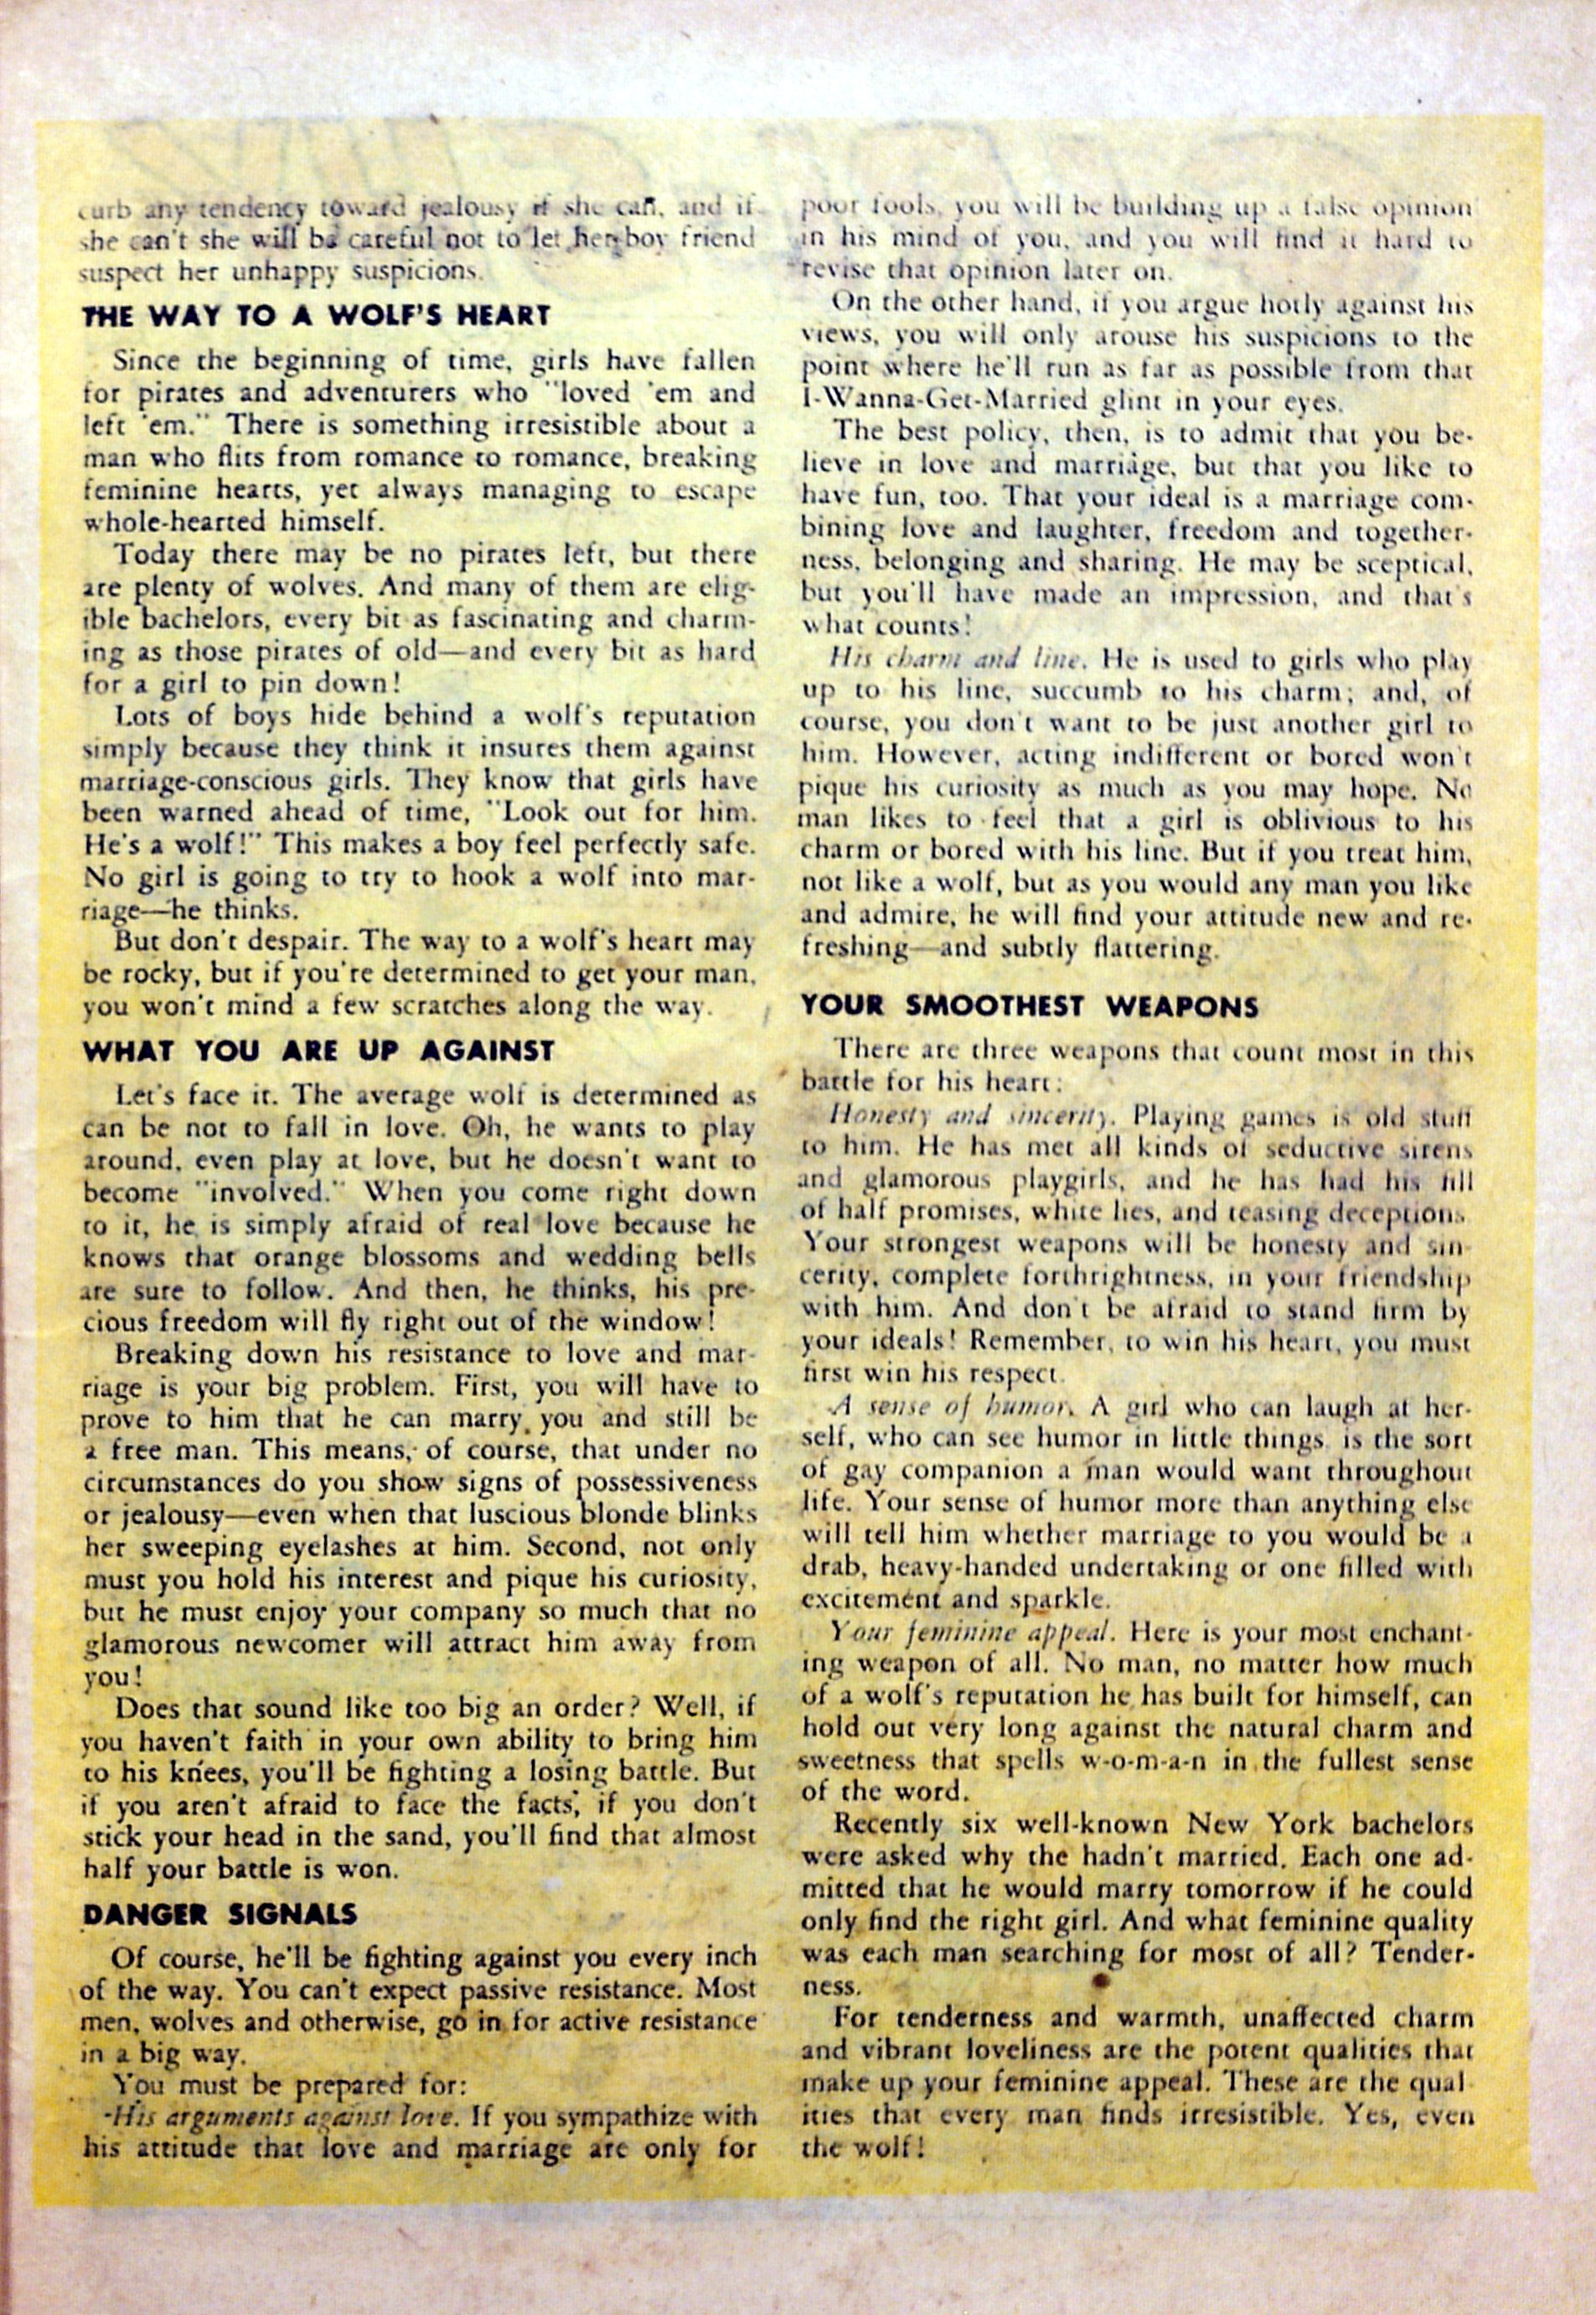 curb any tendency toward jealousy if she can, and if
she can't she will be careful not to let her boy friend
suspect her unhappy suspicions.
THE WAY TO A WOLF'S HEART
Since the beginning of time, girls have fallen
for pirates and adventurers who "loved 'em and
left 'em." There is something irresistible about a
man who flits from romance to romance, breaking
feminine hearts, yet always managing to escape
whole-hearted himself.
Today there may be no pirates left, but there
are plenty of wolves. And many of them are elig-
ible bachelors, every bit as fascinating and charm-
ing as those pirates of old—and every bit as hard
for a girl to pin down!
Lots of boys hide behind a wolf's reputation
simply because they think it insures them against
marriage-conscious girls. They know that girls have
been warned ahead of time, "Look out for him.
He's a wolf!" This makes a boy feel perfectly safe.
No girl is going to try to hook a wolf into mar-
riage—he thinks.
But don't despair. The way to a wolf's heart may
be rocky, but if you're determined to get your man,
you won't mind a few scratches along the way.
WHAT YOU ARE UP AGAINST
Let's face it. The average wolf is determined as
can be not to fall in love. Oh, he wants to play
around, even play at love, but he doesn't want to
become "involved." When you come right down
to it, he is simply afraid of real love because he
knows that orange blossoms and wedding bells
are sure to follow. And then, he thinks, his pre-
cious freedom will fly right out of the window!
Breaking down his resistance to love and mar-
riage is your big problem. First, you will have to
prove to him that he can marry you and still be
a free man. This means, of course, that under no
circumstances do you show signs of possessiveness
or jealousy—even when that luscious blonde blinks
her sweeping eyelashes at him. Second, not only
must you hold his interest and pique his curiosity,
but he must enjoy your company so much that no
glamorous newcomer will attract him away from
you!
Does that sound like too big an order? Well, if
you haven't faith in your own ability to bring him
to his knees, you'll be fighting a losing battle. But
if you aren't afraid to face the facts, if you don't
stick your head in the sand, you'll find that almost
half your battle is won.
DANGER SIGNALS
Of course, he'll be fighting against you every inch
of the way. You can't expect passive resistance. Most
men, wolves and otherwise, go in for active resistance
in a big way.
You must be prepared for:
His arguments against love. If you sympathize with
his attitude that love and marriage are only for
poor fools, you will be building up a false opinion
in his mind of you, and you will find it hard to
revise that opinion later on.
On the other hand, if you argue hotly against his
views, you will only arouse his suspicions to the
point where he'll run as far as possible from that
I-Wanna-Get-Married glint in your eyes.
The best policy, then, is to admit that you be-
lieve in love and marriage, but that you like to
have fun, too. That your ideal is a marriage com-
bining love and laughter, freedom and together-
ness, belonging and sharing. He may be sceptical,
but you'll have made an impression, and that's
what counts!
His charm and line. He is used to girls who play
up to his line, succumb to his charm; and, of
course, you don't want to be just another girl to
him. However, acting indifferent or bored won't
pique his curiosity as much as you may hope. No
man likes to feel that a girl is oblivious to his
charm or bored with his line. But if you treat him,
not like a wolf, but as you would any man you like
and admire, he will find your attitude new and re-
freshing—and subtly flattering.
YOUR SMOOTHEST WEAPONS
There are three weapons that count most in this
battle for his heart:
Honesty and sincerity. Playing games is old stuff
to him. He has met all kinds of seductive sirens
and glamorous playgirls, and he has had his fill
of half promises, white lies, and teasing deceptions.
Your strongest weapons will be honesty and sin-
cerity, complete forthrightness, in your friendship
with him. And don't be afraid to stand firm by
your ideals! Remember, to win his heart, you must
first win his respect.
A sense of humor. A girl who can laugh at her-
self, who can see humor in little things, is the sort
of gay companion a man would want throughout
life. Your sense of humor more than anything else
will tell him whether marriage to you would be a
drab, heavy-handed undertaking or one filled with
excitement and sparkle.
Your feminine appeal. Here is your most enchant-
ing weapon of all. No man, no matter how much
of a wolf's reputation he has built for himself, can
hold out very long against the natural charm and
sweetness that spells w-o-m-a-n in the fullest sense
of the word.
Recently six well-known New York bachelors
were asked why the hadn't married. Each one ad-
mitted that he would marry tomorrow if he could
only find the right girl. And what feminine quality
was each man searching for most of all? Tender-
ness.
For tenderness and warmth, unaffected charm
and vibrant loveliness are the potent qualities that
make up your feminine appeal. These are the qual-
ities that every man finds irresistible. Yes, even
the wolf!